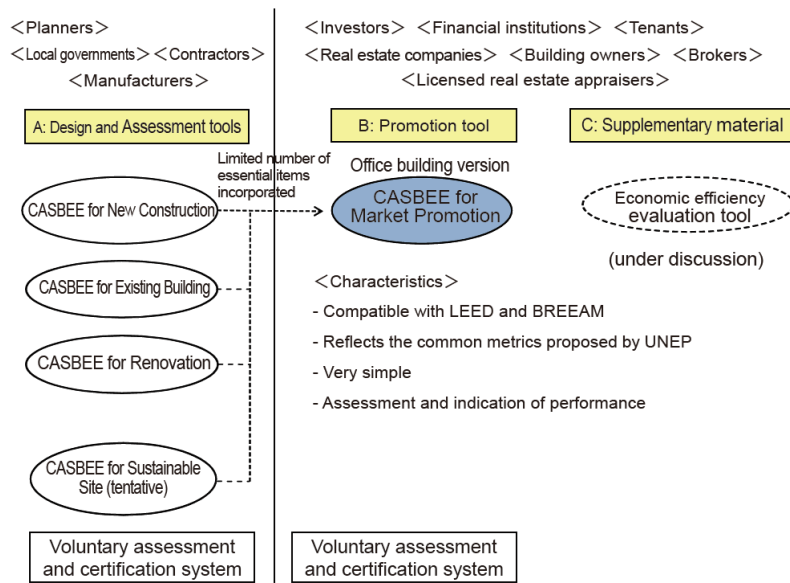 <Planners>
<Local governments> <Contractors>
<Manufacturers>
<Investors> <Financial institutions> <Tenants>
<Real estate companies> <Building owners> <Brokers>
<Licensed real estate appraisers>
A: Design and Assessment tools
B: Promotion tool
C: Supplementary material
Limited number of
essential items
incorporated
Office building version
CASBEE for New Construction
CASBEE for
Market Promotion
Economic efficiency
evaluation tool
(under discussion)
CASBEE for Existing Building
CASBEE for Renovation
CASBEE for Sustainable
Site (tentative)
<Characteristics>
- Compatible with LEED and BREEAM
- Reflects the common metrics proposed by UNEP
- Very simple
- Assessment and indication of performance
Voluntary assessment
and certification system
Voluntary assessment
and certification system